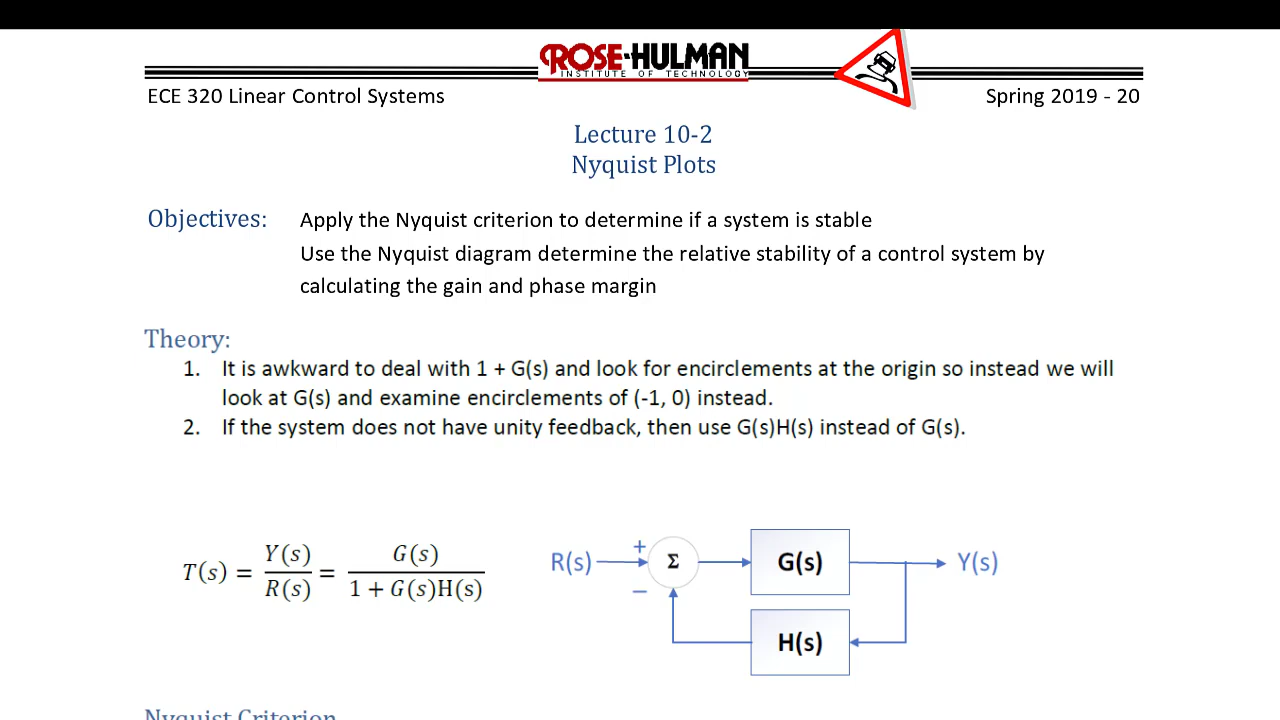 ROSE-HULMAN
INSTITUTE OF TECHNOLOGY
ECE 320 Linear Control Systems Spring 2019 - 20
Lecture 10-2
Nyquist Plots
Objectives: Apply the Nyquist criterion to determine if a system is stable
Use the Nyquist diagram determine the relative stability of a control system by
calculating the gain and phase margin
Theory:
1. It is awkward to deal with 1 + G(s) and look for encirclements at the origin so instead we will
look at G(s) and examine encirclements of (-1, 0) instead.
2. If the system does not have unity feedback, then use G(s)H(s) instead of G(s).
T(s) = Y(s)/R(s) = G(s)/(1 + G(s)H(s))
R(s) + − Σ G(s) Y(s)
H(s)
Nyquist Criterion